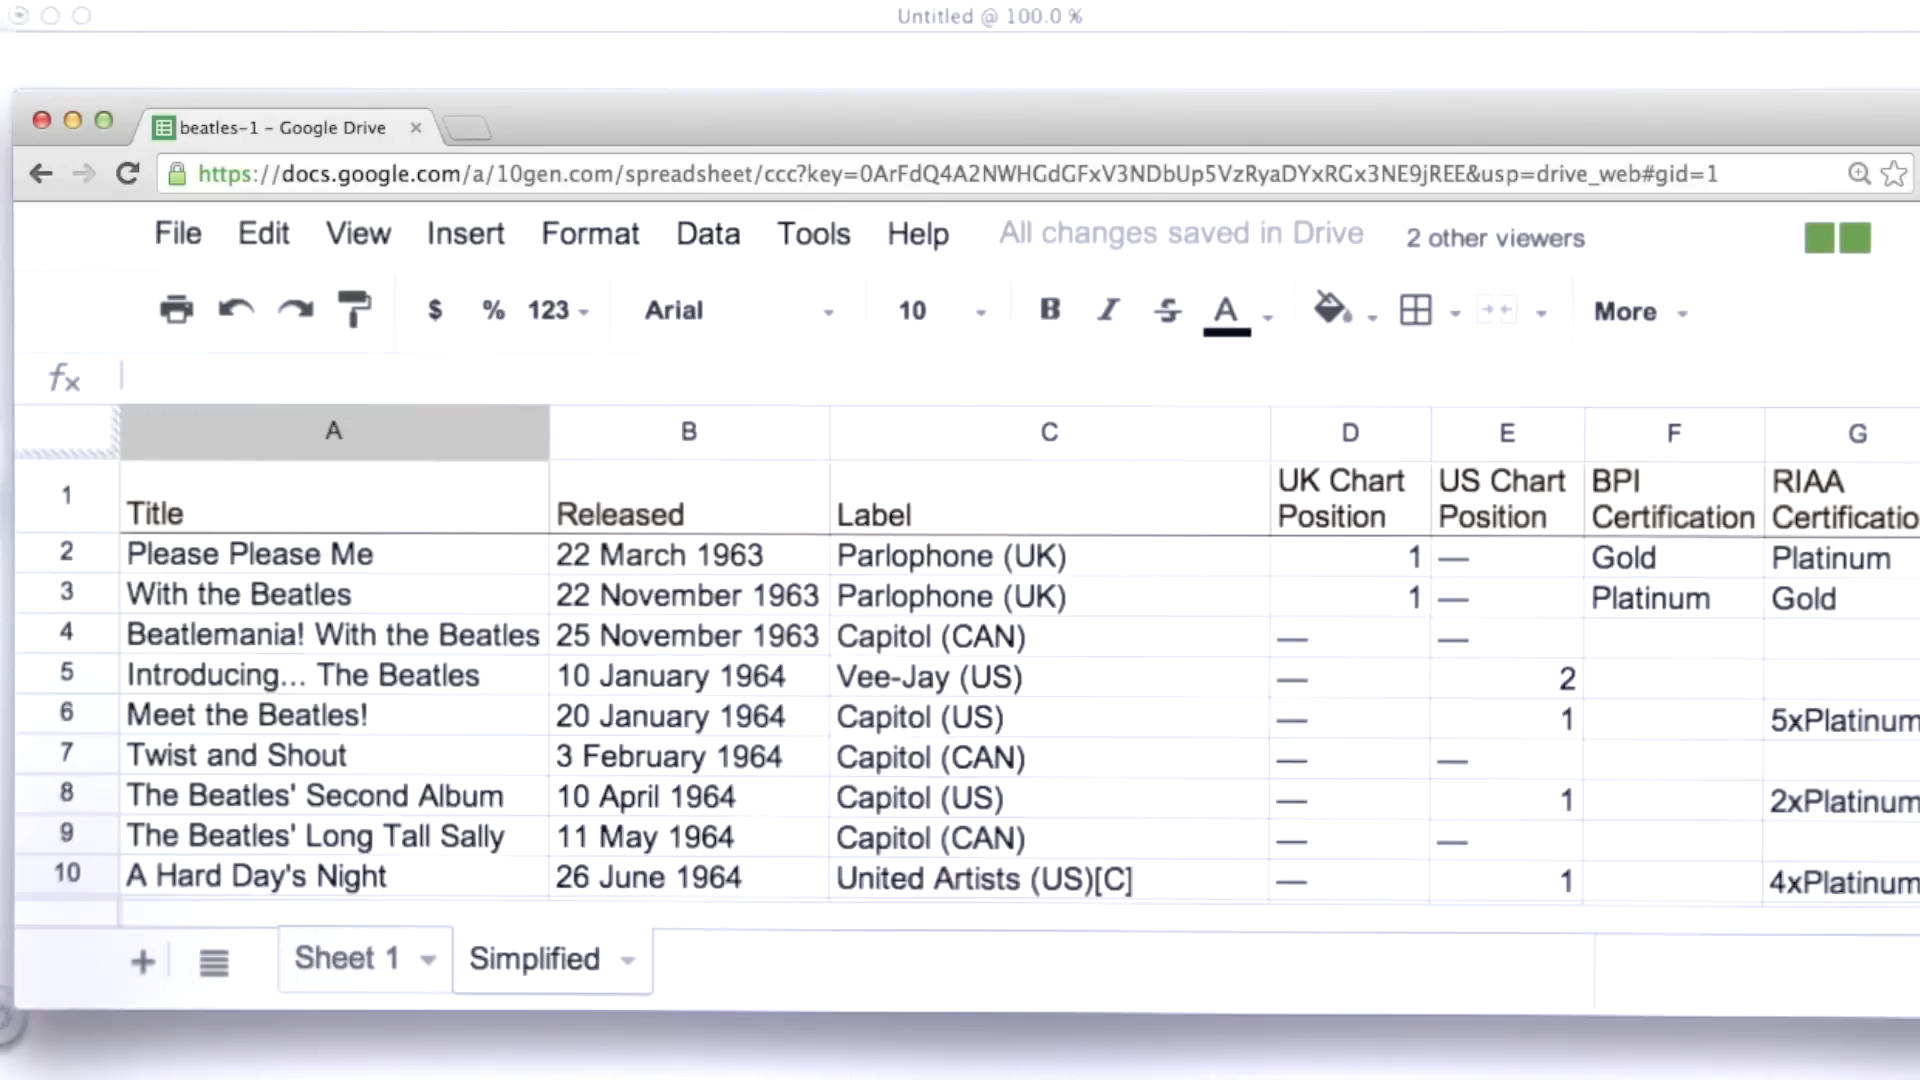 Untitled @ 100.0 %
beatles-1 - Google Drive ×
https://docs.google.com/a/10gen.com/spreadsheet/ccc?key=0ArFdQ4A2NWHGdGFxV3NDbUp5VzRyaDYxRGx3NE9jREE&usp=drive_web#gid=1
File Edit View Insert Format Data Tools Help All changes saved in Drive 2 other viewers
$ % 123 Arial 10 B I S A More
fx
A B C D E F G
1 Title Released Label UK Chart Position US Chart Position BPI Certification RIAA Certificatio
2 Please Please Me 22 March 1963 Parlophone (UK) 1 — Gold Platinum
3 With the Beatles 22 November 1963 Parlophone (UK) 1 — Platinum Gold
4 Beatlemania! With the Beatles 25 November 1963 Capitol (CAN) — —
5 Introducing... The Beatles 10 January 1964 Vee-Jay (US) — 2
6 Meet the Beatles! 20 January 1964 Capitol (US) — 1 5xPlatinum
7 Twist and Shout 3 February 1964 Capitol (CAN) — —
8 The Beatles' Second Album 10 April 1964 Capitol (US) — 1 2xPlatinum
9 The Beatles' Long Tall Sally 11 May 1964 Capitol (CAN) — —
10 A Hard Day's Night 26 June 1964 United Artists (US)[C] — 1 4xPlatinum
+ Sheet 1 Simplified